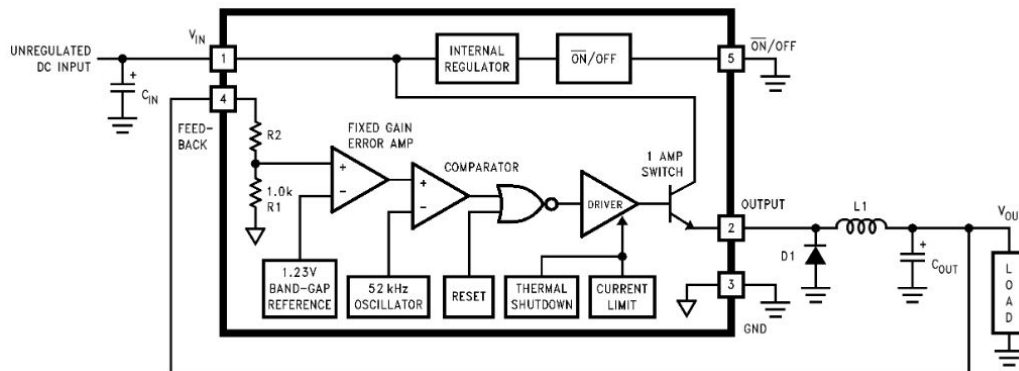 UNREGULATED
DC INPUT
+
C_IN
V_IN
1
4
FEED-
BACK
R2
1.0k
R1
INTERNAL
REGULATOR
ON/OFF
5
ON/OFF
FIXED GAIN
ERROR AMP
+
−
COMPARATOR
+
−
DRIVER
1 AMP
SWITCH
1.23V
BAND-GAP
REFERENCE
52 kHz
OSCILLATOR
RESET
THERMAL
SHUTDOWN
CURRENT
LIMIT
OUTPUT
2
3
GND
D1
L1
+
C_OUT
LOAD